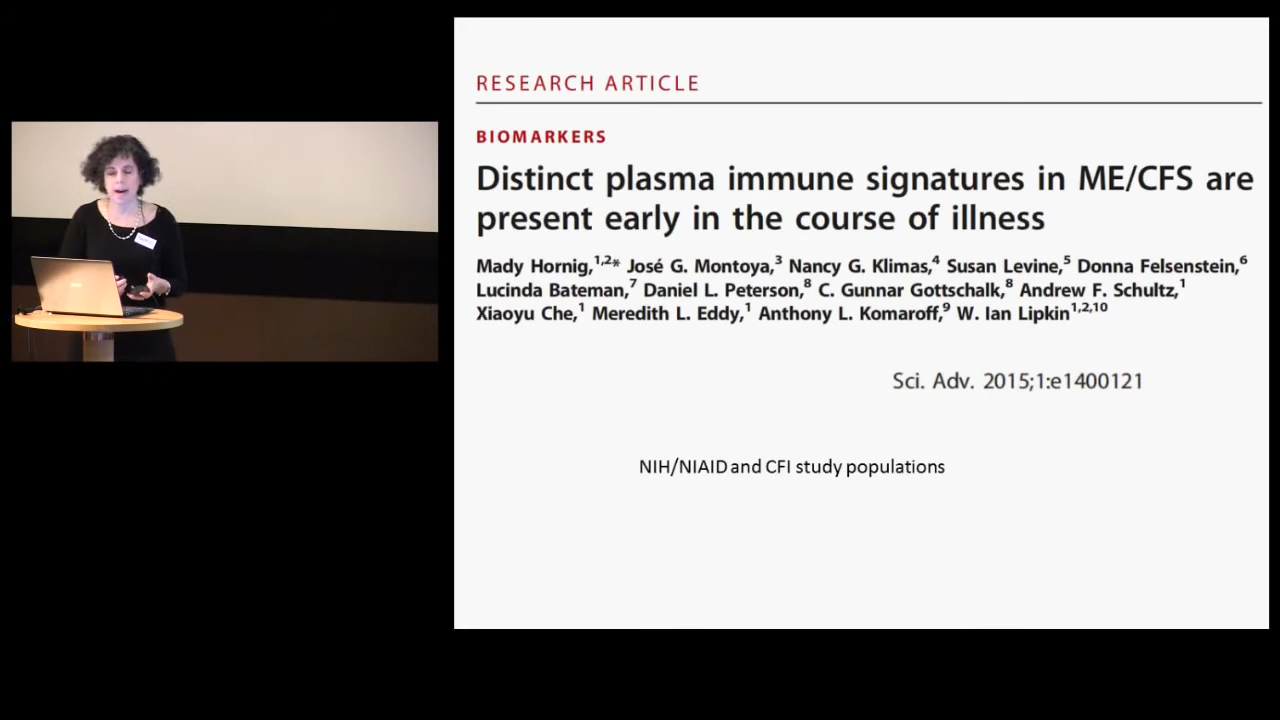 RESEARCH ARTICLE
BIOMARKERS
Distinct plasma immune signatures in ME/CFS are
present early in the course of illness
Mady Hornig,1,2* José G. Montoya,3 Nancy G. Klimas,4 Susan Levine,5 Donna Felsenstein,6
Lucinda Bateman,7 Daniel L. Peterson,8 C. Gunnar Gottschalk,8 Andrew F. Schultz,1
Xiaoyu Che,1 Meredith L. Eddy,1 Anthony L. Komaroff,9 W. Ian Lipkin1,2,10
Sci. Adv. 2015;1:e1400121
NIH/NIAID and CFI study populations